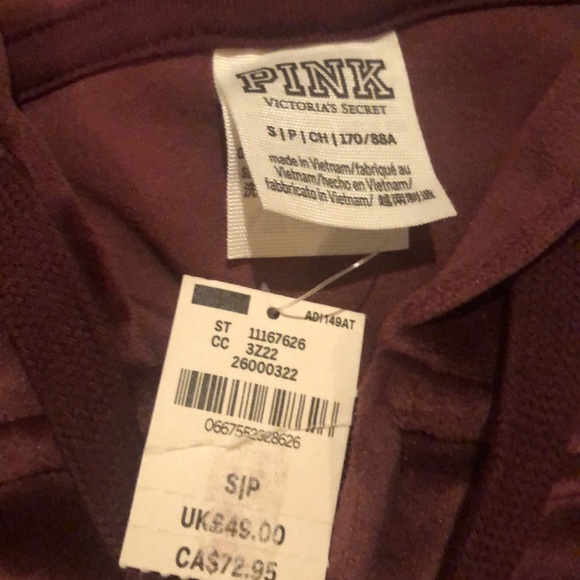 PINK
VICTORIA'S SECRET
S | P | CH | 170/88A
made in Vietnam/fabriqué au
Vietnam/hecho en Vietnam/
fabbricato in Vietnam/ 越南制造
ADI149AT
ST 11167626
CC 3Z22
26000322
0667552328626
S|P
UK£49.00
CA$72.95